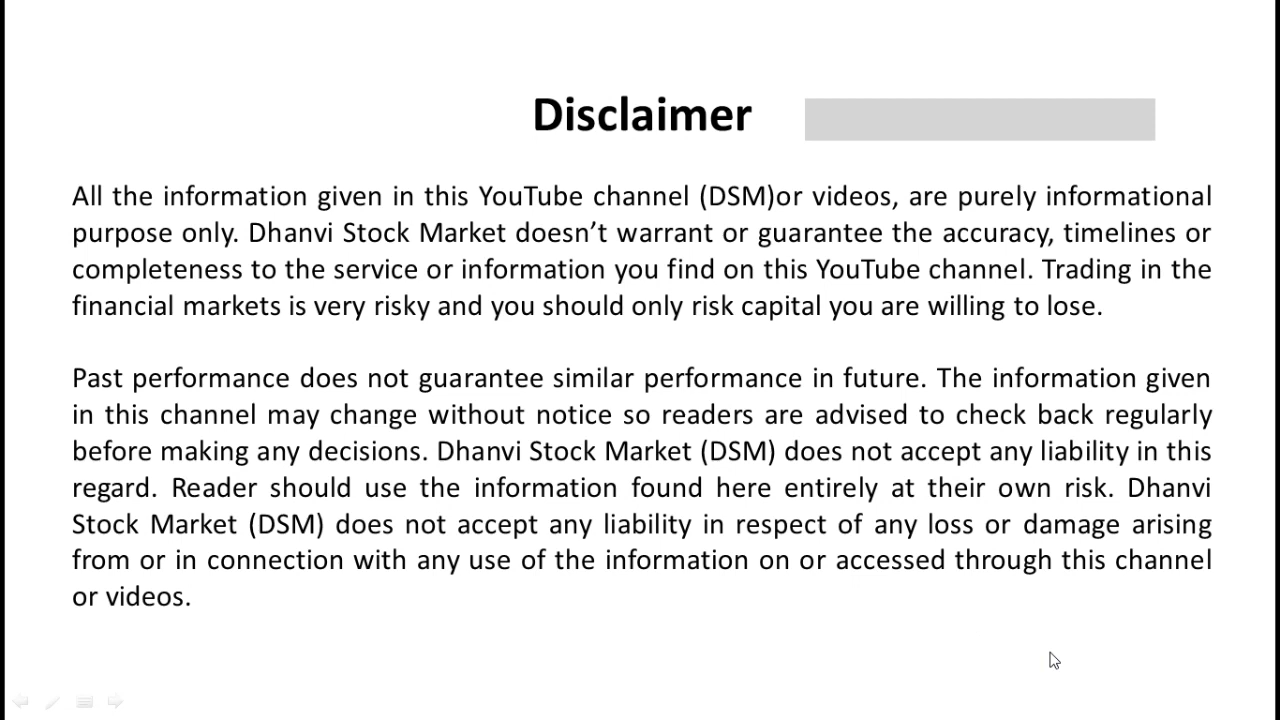 Disclaimer
All the information given in this YouTube channel (DSM)or videos, are purely informational
purpose only. Dhanvi Stock Market doesn’t warrant or guarantee the accuracy, timelines or
completeness to the service or information you find on this YouTube channel. Trading in the
financial markets is very risky and you should only risk capital you are willing to lose.
Past performance does not guarantee similar performance in future. The information given
in this channel may change without notice so readers are advised to check back regularly
before making any decisions. Dhanvi Stock Market (DSM) does not accept any liability in this
regard. Reader should use the information found here entirely at their own risk. Dhanvi
Stock Market (DSM) does not accept any liability in respect of any loss or damage arising
from or in connection with any use of the information on or accessed through this channel
or videos.